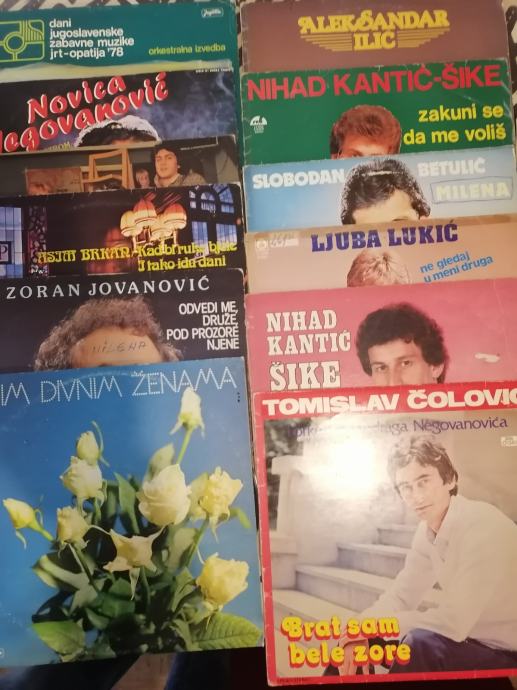 dani
jugoslavenske
zabavne muzike
jrt-opatija '78
orkestralna izvedba
Jugoton
Novica
Negovanović
ASIM BRKAN
Kad bi ruke bjele
I tako idu dani
ZORAN JOVANOVIĆ
ODVEDI ME,
DRUŽE,
POD PROZORE
NJENE
MILENA
IM DIVNIM ŽENAMA
ALEKSANDAR
ILIĆ
NIHAD KANTIĆ-ŠIKE
zakuni se
da me voliš
SLOBODAN BETULIĆ
MILENA
LJUBA LUKIĆ
ne gledaj
u meni druga
NIHAD
KANTIĆ
ŠIKE
TOMISLAV ČOLOVIĆ
Negovanovića
Brat sam
bele zore